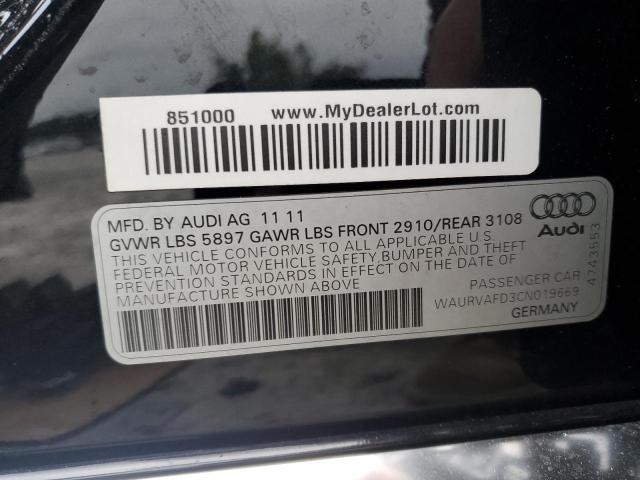 851000 www.MyDealerLot.com
MFD. BY AUDI AG 11 11
GVWR LBS 5897 GAWR LBS FRONT 2910/REAR 3108
THIS VEHICLE CONFORMS TO ALL APPLICABLE U.S.
FEDERAL MOTOR VEHICLE SAFETY, BUMPER AND THEFT
PREVENTION STANDARDS IN EFFECT ON THE DATE OF
MANUFACTURE SHOWN ABOVE
PASSENGER CAR
WAURVAFD3CN019669
GERMANY
Audi
4743553